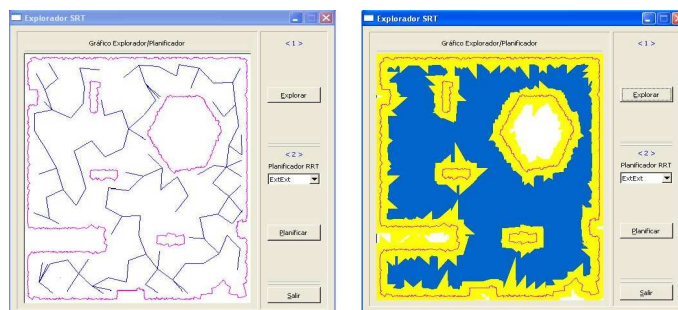 Explorador SRT
Gráfico Explorador/Planificador
< 1 >
Explorar
< 2 >
Planificador RRT
ExtExt
Planificar
Salir
Explorador SRT
Gráfico Explorador/Planificador
< 1 >
Explorar
< 2 >
Planificador RRT
ExtExt
Planificar
Salir